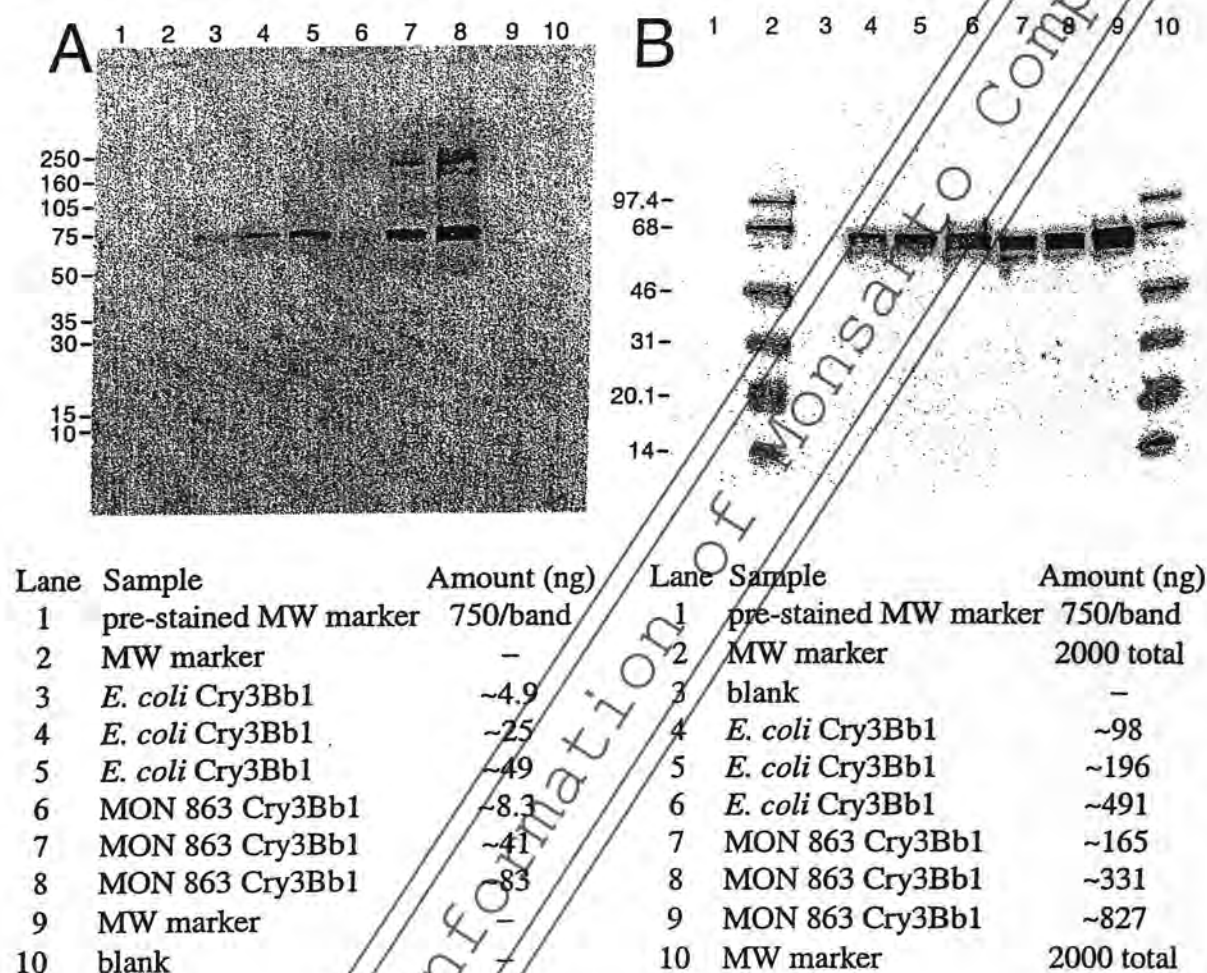 A 1 2 3 4 5 6 7 8 9 10
250-
160-
105-
75-
50-
35-
30-
15-
10-
Lane Sample Amount (ng)
1 pre-stained MW marker 750/band
2 MW marker –
3 E. coli Cry3Bb1 ~4.9
4 E. coli Cry3Bb1 ~25
5 E. coli Cry3Bb1 ~49
6 MON 863 Cry3Bb1 ~8.3
7 MON 863 Cry3Bb1 ~41
8 MON 863 Cry3Bb1 ~83
9 MW marker –
10 blank –
B 1 2 3 4 5 6 7 8 9 10
97.4-
68-
46-
31-
20.1-
14-
Lane Sample Amount (ng)
1 pre-stained MW marker 750/band
2 MW marker 2000 total
3 blank –
4 E. coli Cry3Bb1 ~98
5 E. coli Cry3Bb1 ~196
6 E. coli Cry3Bb1 ~491
7 MON 863 Cry3Bb1 ~165
8 MON 863 Cry3Bb1 ~331
9 MON 863 Cry3Bb1 ~827
10 MW marker 2000 total
nformation of Monsanto Comp